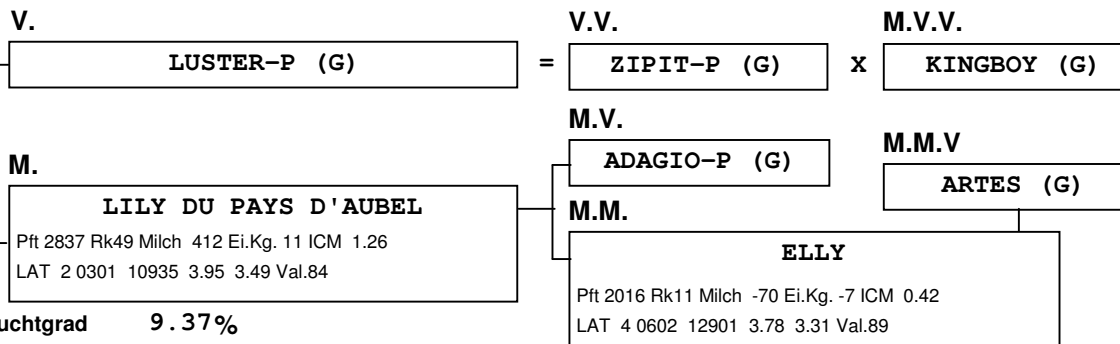 V.
V.V.
M.V.V.
LUSTER-P (G)
=
ZIPIT-P (G)
X
KINGBOY (G)
M.V.
M.M.V
ADAGIO-P (G)
M.
ARTES (G)
LILY DU PAYS D'AUBEL
M.M.
Pft 2837 Rk49 Milch 412 Ei.Kg. 11 ICM 1.26
LAT 2 0301 10935 3.95 3.49 Val.84
ELLY
Pft 2016 Rk11 Milch -70 Ei.Kg. -7 ICM 0.42
LAT 4 0602 12901 3.78 3.31 Val.89
uchtgrad 9.37%